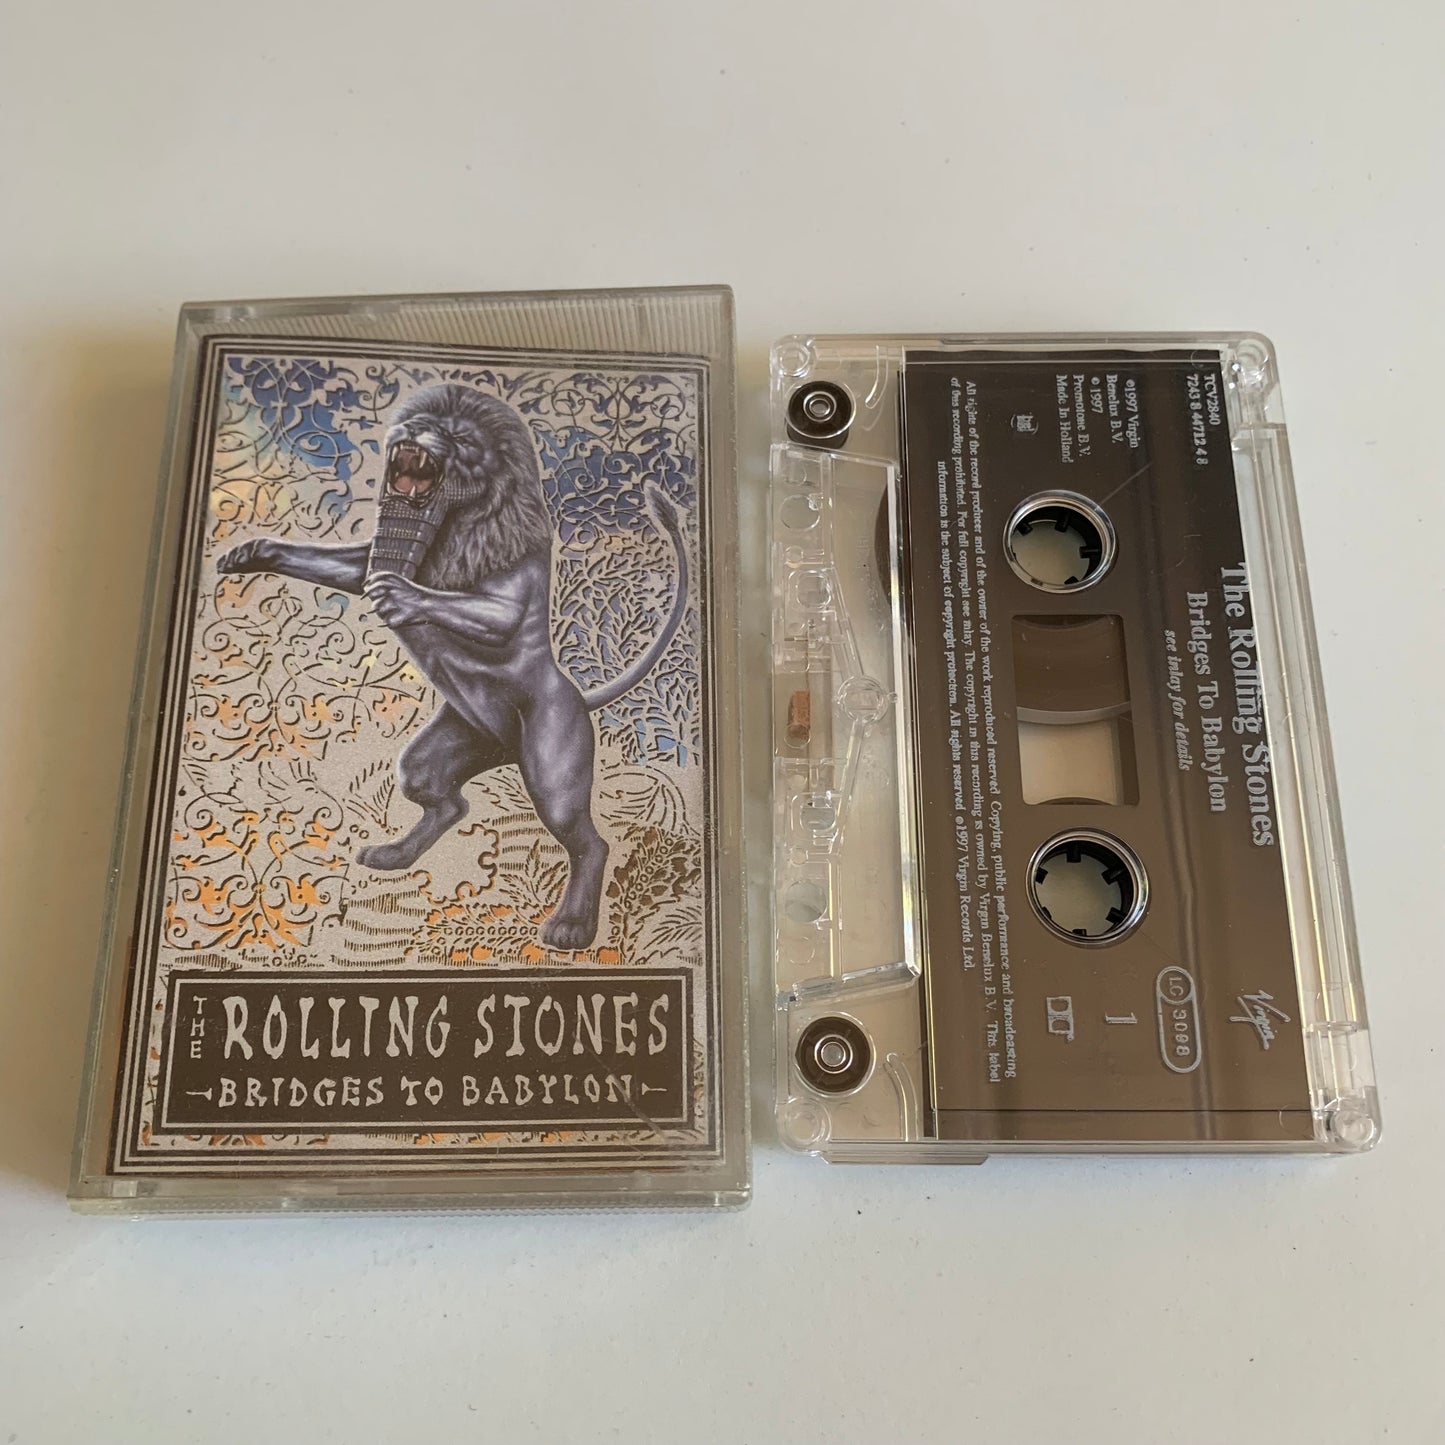 THE
ROLLING STONES
BRIDGES TO BABYLON
The Rolling Stones
Bridges To Babylon
see inlay for details
TCV2840
7243 8 44712 4 8
℗1997 Virgin
Benelux B.V.
© 1997
Promotone B.V.
Made In Holland
Virgin
LC 3098
1
All rights of the record producer and of the owner of the work reproduced reserved. Copying, public performance and broadcasting
of this recording prohibited. For full copyright see inlay. The copyright in this recording is owned by Virgin Benelux B.V. This label
information is the subject of copyright protection. All rights reserved. ©1997 Virgin Records Ltd.